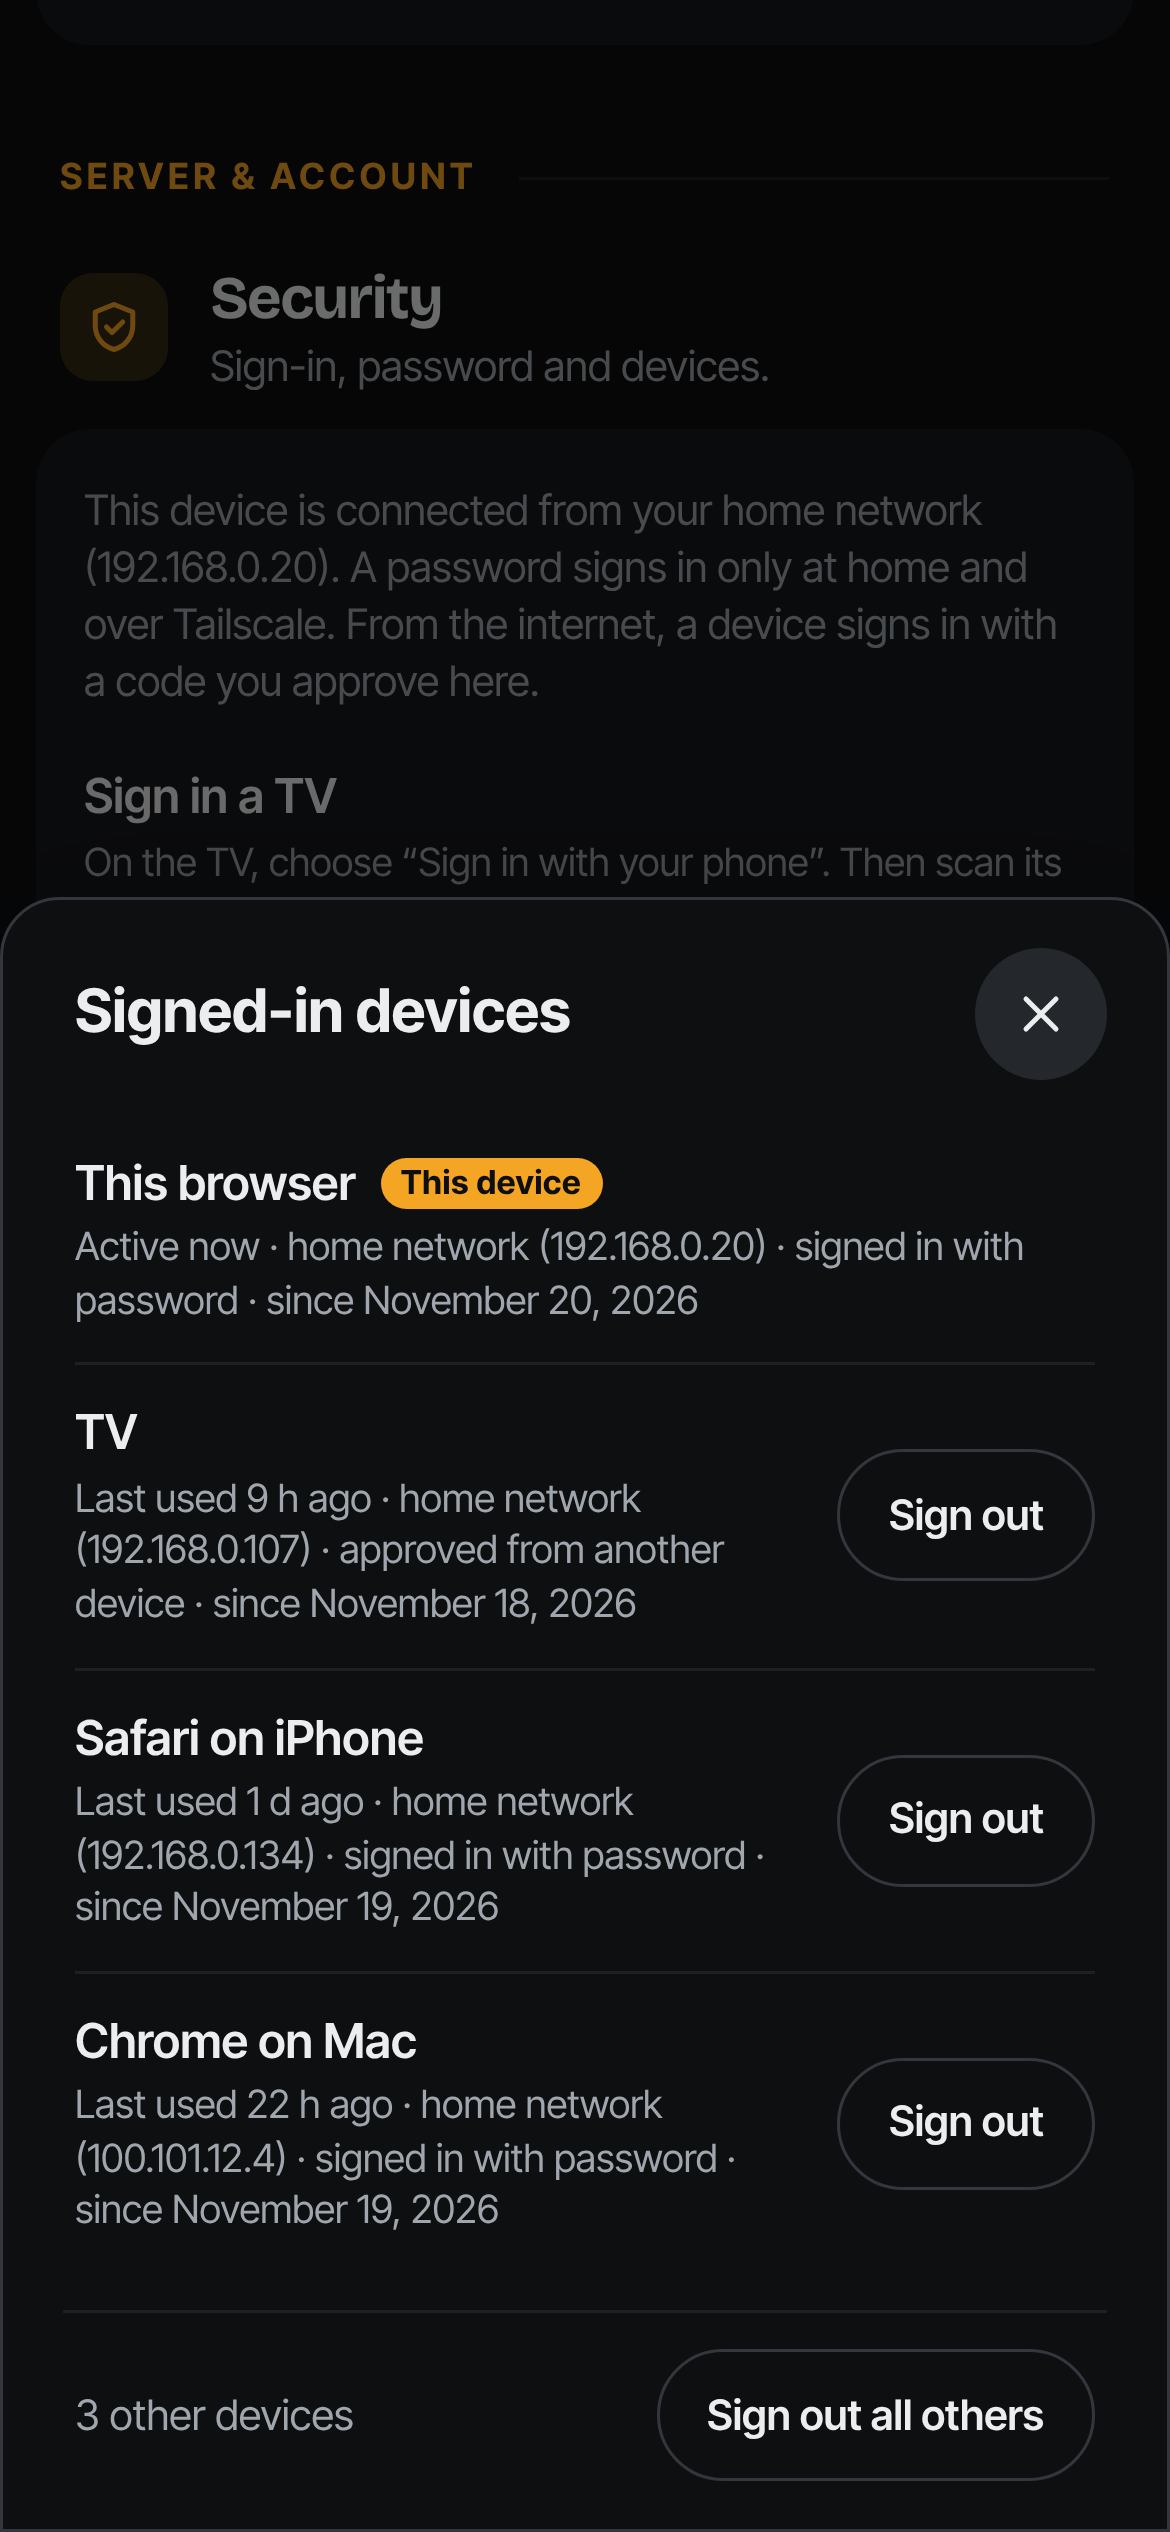 SERVER & ACCOUNT
Security
Sign-in, password and devices.
This device is connected from your home network
(192.168.0.20). A password signs in only at home and
over Tailscale. From the internet, a device signs in with
a code you approve here.
Sign in a TV
On the TV, choose “Sign in with your phone”. Then scan its
Signed-in devices
This browser This device
Active now · home network (192.168.0.20) · signed in with
password · since November 20, 2026
TV
Last used 9 h ago · home network
(192.168.0.107) · approved from another
device · since November 18, 2026
Sign out
Safari on iPhone
Last used 1 d ago · home network
(192.168.0.134) · signed in with password ·
since November 19, 2026
Sign out
Chrome on Mac
Last used 22 h ago · home network
(100.101.12.4) · signed in with password ·
since November 19, 2026
Sign out
3 other devices
Sign out all others